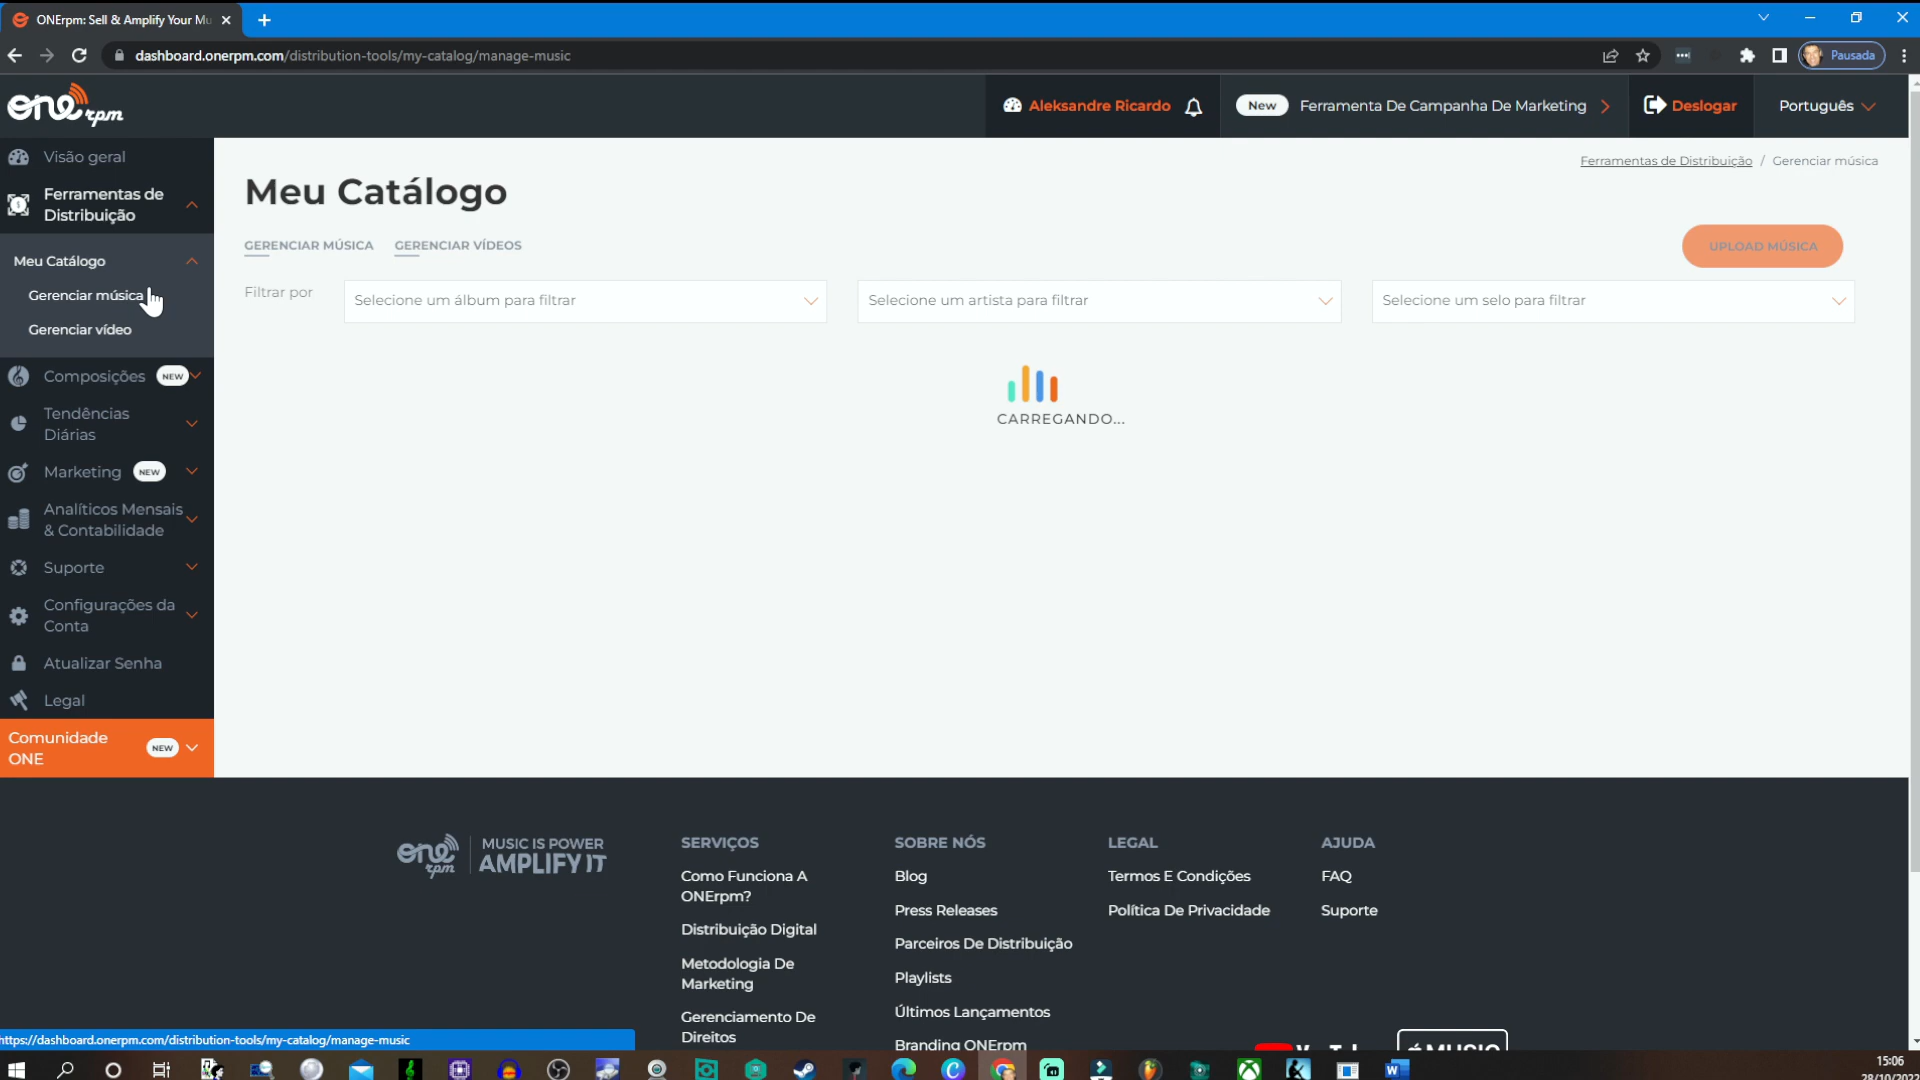 ONErpm: Sell & Amplify Your Mu
dashboard.onerpm.com/distribution-tools/my-catalog/manage-music
Pausada
one rpm
Aleksandre Ricardo
New
Ferramenta De Campanha De Marketing
Deslogar
Português
Visão geral
Ferramentas de
Distribuição
Meu Catálogo
Gerenciar música
Gerenciar vídeo
Composições NEW
Tendências
Diárias
Marketing NEW
Analíticos Mensais
& Contabilidade
Suporte
Configurações da
Conta
Atualizar Senha
Legal
Comunidade
ONE
NEW
Ferramentas de Distribuição / Gerenciar música
Meu Catálogo
GERENCIAR MÚSICA GERENCIAR VÍDEOS
UPLOAD MÚSICA
Filtrar por
Selecione um álbum para filtrar
Selecione um artista para filtrar
Selecione um selo para filtrar
CARREGANDO...
one rpm
MUSIC IS POWER
AMPLIFY IT
SERVIÇOS
Como Funciona A
ONErpm?
Distribuição Digital
Metodologia De
Marketing
Gerenciamento De
Direitos
SOBRE NÓS
Blog
Press Releases
Parceiros De Distribuição
Playlists
Últimos Lançamentos
Branding ONErpm
LEGAL
Termos E Condições
Política De Privacidade
AJUDA
FAQ
Suporte
https://dashboard.onerpm.com/distribution-tools/my-catalog/manage-music
15:06
28/10/2022